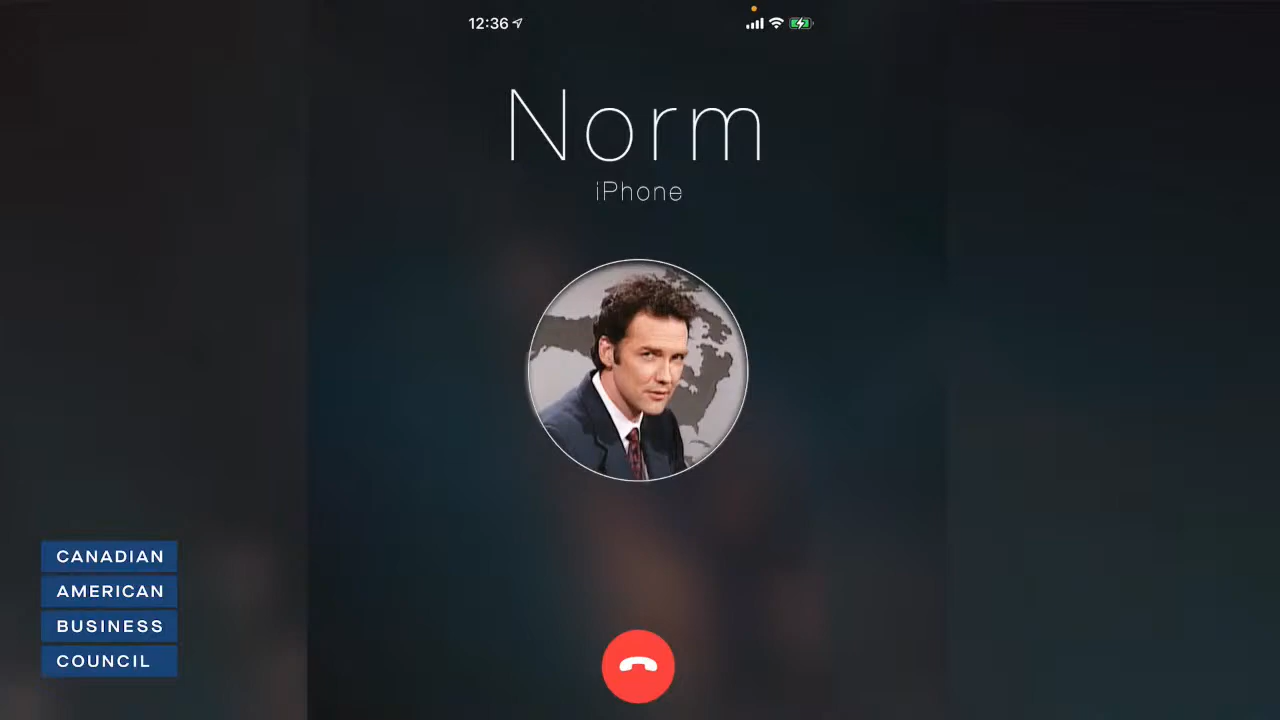 12:36
Norm
iPhone
CANADIAN
AMERICAN
BUSINESS
COUNCIL